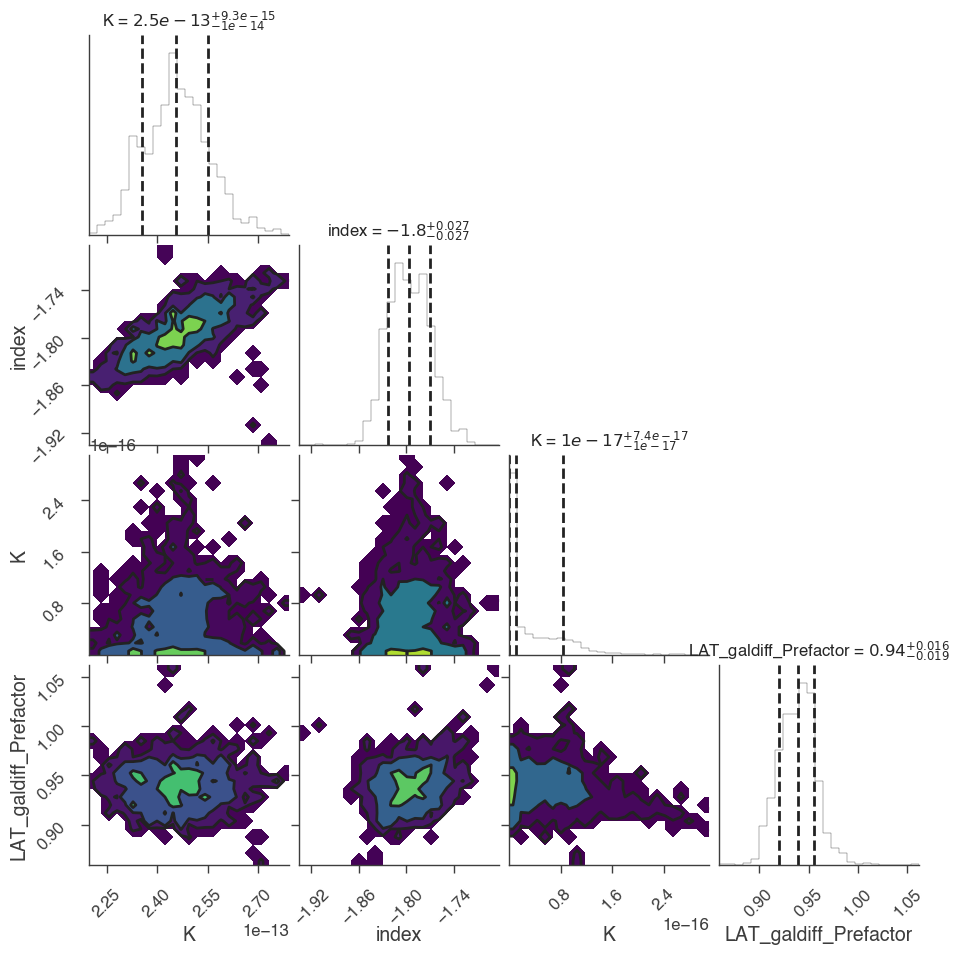 K = 2.5e−13 +9.3e−15 −1e−14
index = −1.8 +0.027 −0.027
index
−1.74
−1.80
−1.86
−1.92
1e−16
K = 1e−17 +7.4e−17 −1e−17
K
2.4
1.6
0.8
LAT_galdiff_Prefactor = 0.94 +0.016 −0.019
LAT_galdiff_Prefactor
1.05
1.00
0.95
0.90
2.25 2.40 2.55 2.70 −1.92 −1.86 −1.80 −1.74 0.8 1.6 2.4 0.90 0.95 1.00 1.05
1e−13 1e−16
K index K LAT_galdiff_Prefactor